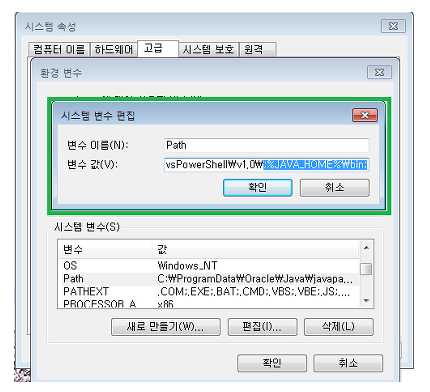 시스템 속성
컴퓨터 이름 하드웨어 고급 시스템 보호 원격
환경 변수
시스템 변수 편집
변수 이름(N): Path
변수 값(V): vsPowerShell₩v1.0₩;%JAVA_HOME%₩bin;
확인 취소
시스템 변수(S)
변수 값
OS Windows_NT
Path C:₩ProgramData₩Oracle₩Java₩javapa...
PATHEXT .COM;.EXE;.BAT;.CMD;.VBS;.VBE;.JS;....
PROCESSOR_A... x86
새로 만들기(W)... 편집(I)... 삭제(L)
확인 취소